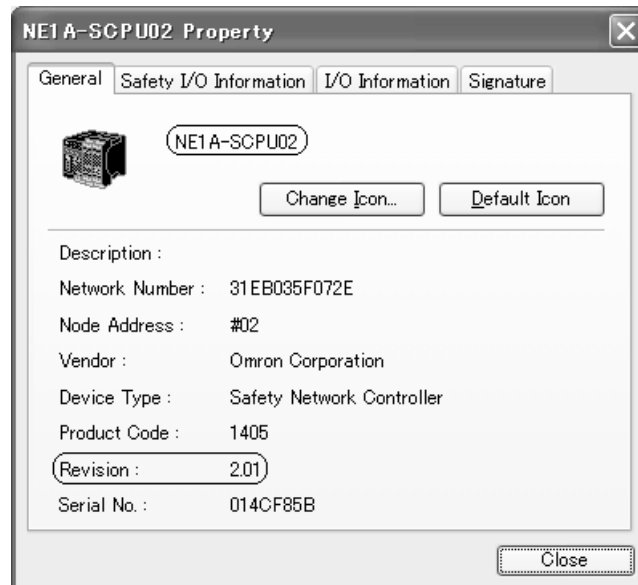 NE1A-SCPU02 Property
General Safety I/O Information I/O Information Signature
NE1A-SCPU02
Change Icon... Default Icon
Description :
Network Number : 31EB035F072E
Node Address : #02
Vendor : Omron Corporation
Device Type : Safety Network Controller
Product Code : 1405
Revision : 2.01
Serial No. : 014CF85B
Close